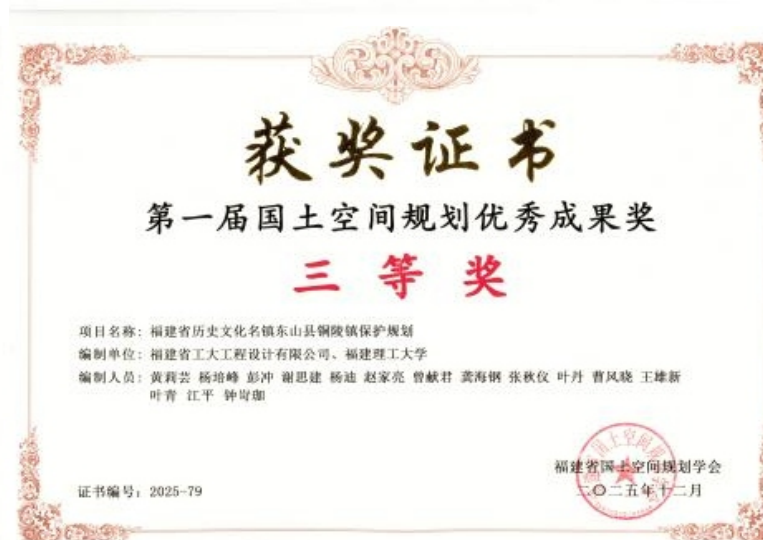 获奖证书
第一届国土空间规划优秀成果奖
三等奖
项目名称：福建省历史文化名镇东山县铜陵镇保护规划
编制单位：福建省工大工程设计有限公司、福建理工大学
编制人员：黄莉芸 杨培峰 彭冲 谢思建 杨迪 赵家亮 曾献君 龚海钢 张秋仪 叶丹 曹风晓 王雄新
叶青 江平 钟岢珈
福建省国土空间规划学会
二〇二五年十二月
证书编号：2025-79